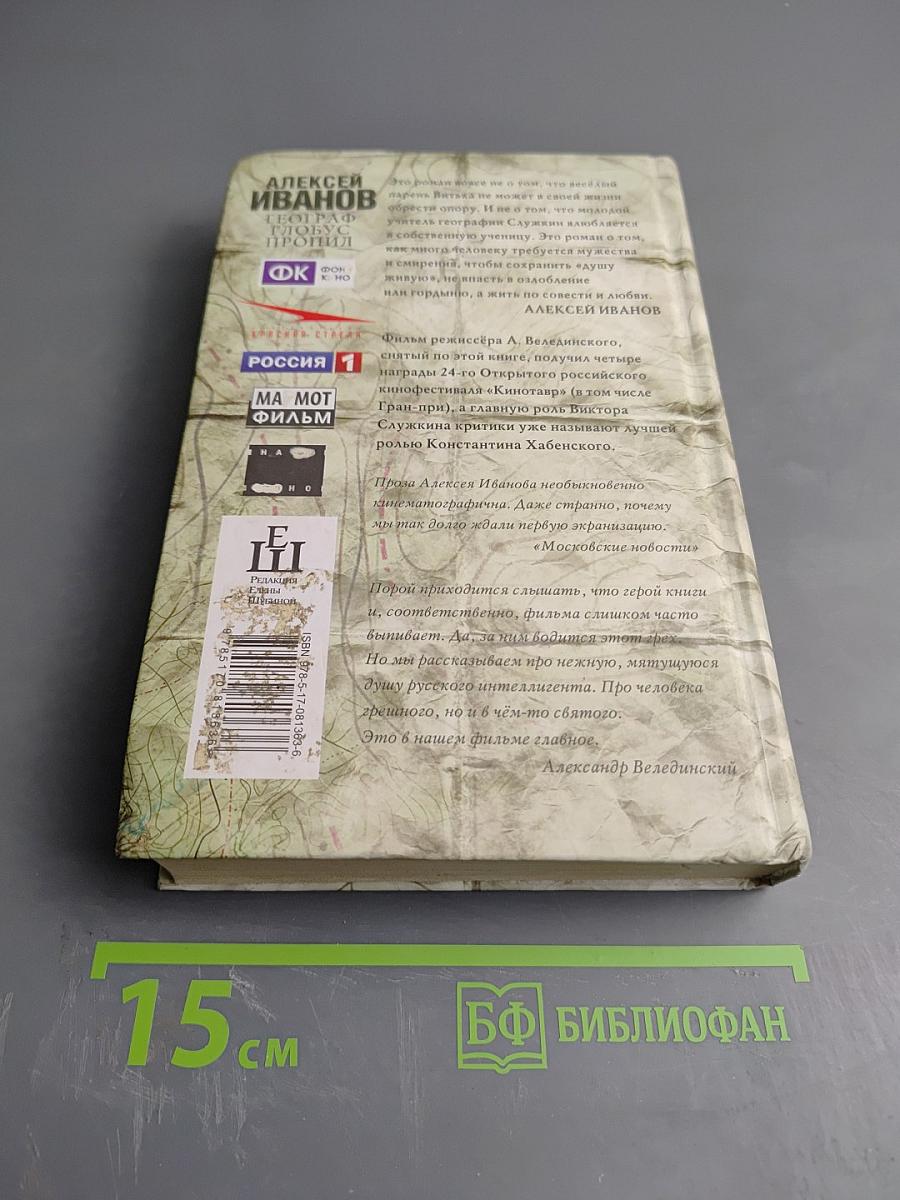 АЛЕКСЕЙ
ИВАНОВ
ГЕОГРАФ
ГЛОБУС
ПРОПИЛ
ФК
КРАСНАЯ СТРЕЛА
РОССИЯ 1
МА МОТ
ФИЛЬМ
Е
Ш
РЕДАКЦИЯ
ЕЛЕНЫ
ШУБИНОЙ
ISBN 978-5-17-081363-6
Это роман вовсе не о том, что весёлый
парень Витька не может в своей жизни
обрести опору. И не о том, что молодой
учитель географии Служкин влюбляется
в собственную ученицу. Это роман о том,
как много человеку требуется мужества
и смирения, чтобы сохранить «душу
живую», не впасть в озлобление
или гордыню, а жить по совести и любви.
АЛЕКСЕЙ ИВАНОВ
Фильм режиссёра А. Велединского,
снятый по этой книге, получил четыре
награды 24-го Открытого российского
кинофестиваля «Кинотавр» (в том числе
Гран-при), а главную роль Виктора
Служкина критики уже называют лучшей
ролью Константина Хабенского.
Проза Алексея Иванова необыкновенно
кинематографична. Даже странно, почему
мы так долго ждали первую экранизацию.
«Московские новости»
Порой приходится слышать, что герой книги
и, соответственно, фильма слишком часто
выпивает. Да, за ним водится этот грех.
Но мы рассказываем про нежную, мятущуюся
душу русского интеллигента. Про человека
грешного, но и в чём-то святого.
Это в нашем фильме главное.
Александр Велединский
15 см
БФ БИБЛИОФАН